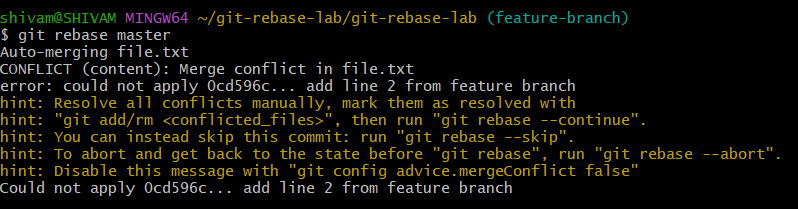 shivam@SHIVAM MINGW64 ~/git-rebase-lab/git-rebase-lab (feature-branch)
$ git rebase master
Auto-merging file.txt
CONFLICT (content): Merge conflict in file.txt
error: could not apply 0cd596c... add line 2 from feature branch
hint: Resolve all conflicts manually, mark them as resolved with
hint: "git add/rm <conflicted_files>", then run "git rebase --continue".
hint: You can instead skip this commit: run "git rebase --skip".
hint: To abort and get back to the state before "git rebase", run "git rebase --abort".
hint: Disable this message with "git config advice.mergeConflict false"
Could not apply 0cd596c... add line 2 from feature branch